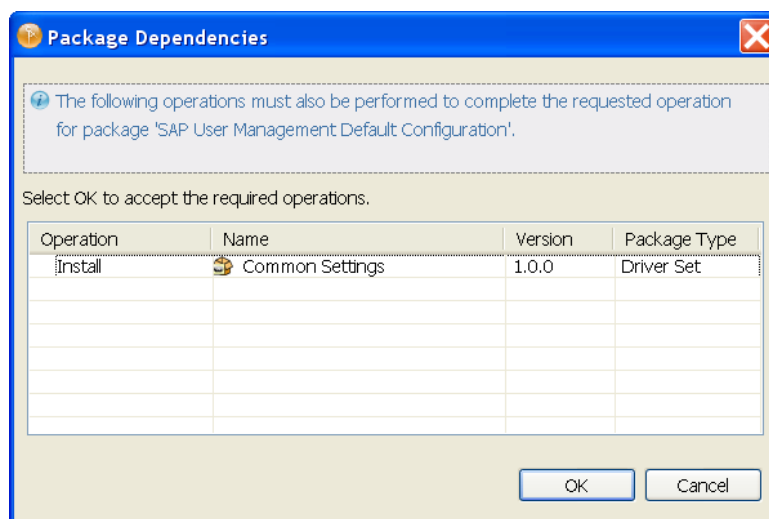 Package Dependencies
The following operations must also be performed to complete the requested operation
for package 'SAP User Management Default Configuration'.
Select OK to accept the required operations.
Operation Name Version Package Type
Install Common Settings 1.0.0 Driver Set
OK Cancel